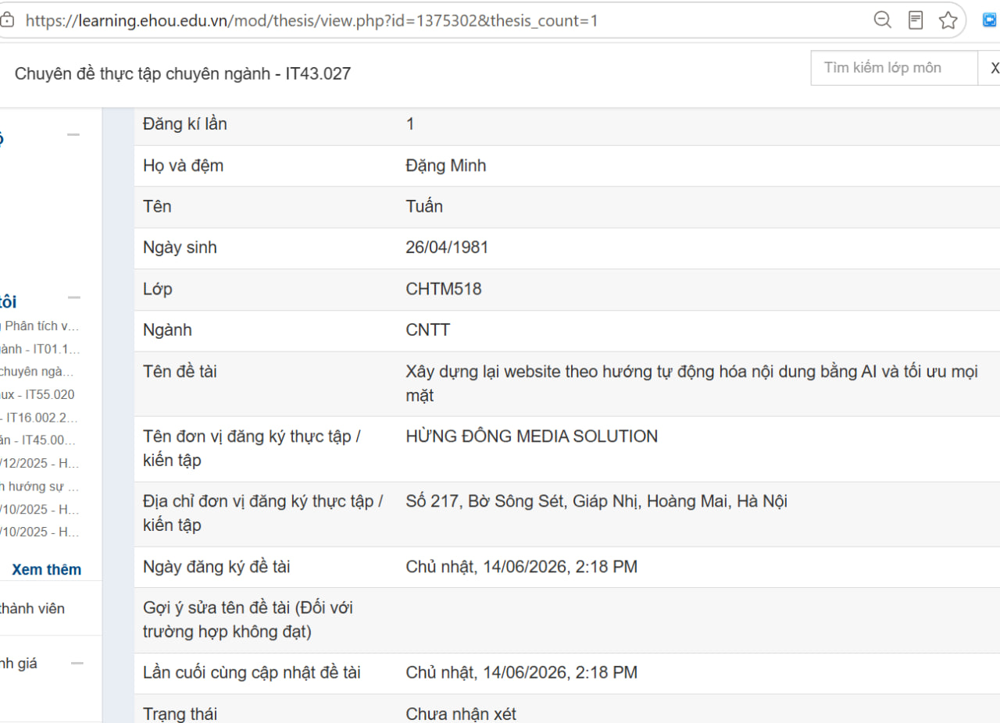 https://learning.ehou.edu.vn/mod/thesis/view.php?id=1375302&thesis_count=1
Chuyên đề thực tập chuyên ngành - IT43.027
Tìm kiếm lớp môn
X
Đăng kí lần 1
Họ và đệm Đặng Minh
Tên Tuấn
Ngày sinh 26/04/1981
Lớp CHTM518
Ngành CNTT
Tên đề tài Xây dựng lại website theo hướng tự động hóa nội dung bằng AI và tối ưu mọi
mặt
Tên đơn vị đăng ký thực tập / HỪNG ĐÔNG MEDIA SOLUTION
kiến tập
Địa chỉ đơn vị đăng ký thực tập / Số 217, Bờ Sông Sét, Giáp Nhị, Hoàng Mai, Hà Nội
kiến tập
Ngày đăng ký đề tài Chủ nhật, 14/06/2026, 2:18 PM
Gợi ý sửa tên đề tài (Đối với
trường hợp không đạt)
Lần cuối cùng cập nhật đề tài Chủ nhật, 14/06/2026, 2:18 PM
Trạng thái Chưa nhận xét
tôi
Phân tích v...
ành - IT01.1...
chuyên ngà...
ux - IT55.020
- IT16.002.2...
ăn - IT45.00...
/12/2025 - H...
h hướng sự ...
/10/2025 - H...
/10/2025 - H...
Xem thêm
thành viên
nh giá